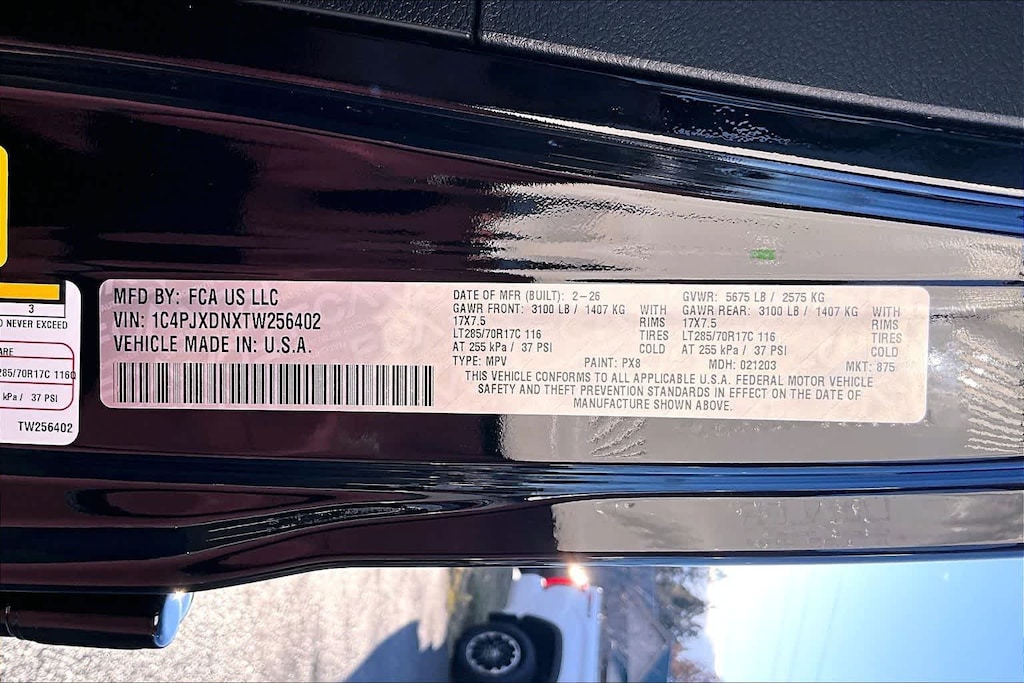 3
D NEVER EXCEED
ARE
285/70R17C 116
kPa / 37 PSI
TW256402
MFD BY: FCA US LLC
VIN: 1C4PJXDNXTW256402
VEHICLE MADE IN: U.S.A.
DATE OF MFR (BUILT): 2-26
GAWR FRONT: 3100 LB / 1407 KG WITH
17X7.5 RIMS
LT285/70R17C 116 TIRES
AT 255 kPa / 37 PSI COLD
GVWR: 5675 LB / 2575 KG
GAWR REAR: 3100 LB / 1407 KG WITH
17X7.5 RIMS
LT285/70R17C 116 TIRES
AT 255 kPa / 37 PSI COLD
TYPE: MPV PAINT: PX8 MDH: 021203 MKT: 875
THIS VEHICLE CONFORMS TO ALL APPLICABLE U.S.A. FEDERAL MOTOR VEHICLE
SAFETY AND THEFT PREVENTION STANDARDS IN EFFECT ON THE DATE OF
MANUFACTURE SHOWN ABOVE.